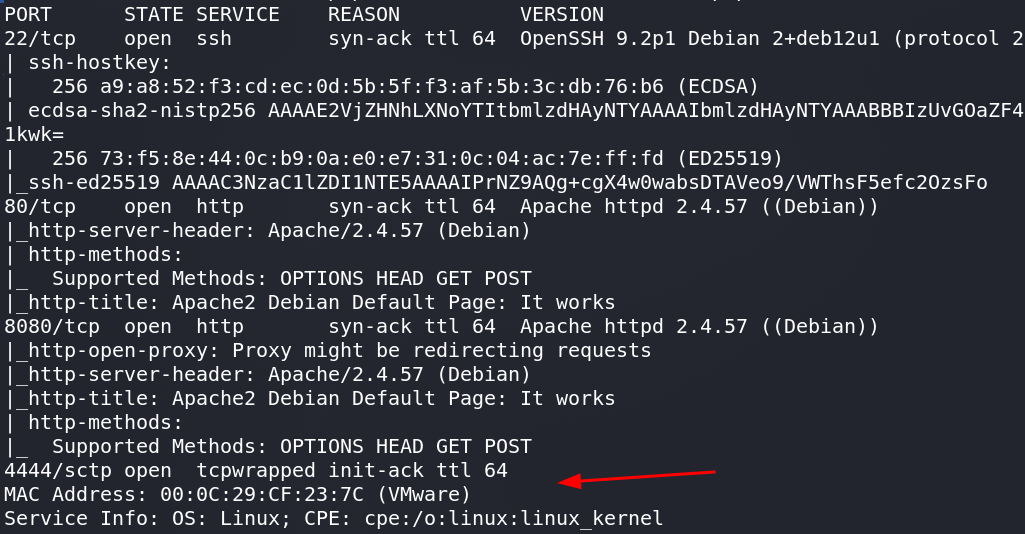 PORT STATE SERVICE REASON VERSION
22/tcp open ssh syn-ack ttl 64 OpenSSH 9.2p1 Debian 2+deb12u1 (protocol 2
| ssh-hostkey:
| 256 a9:a8:52:f3:cd:ec:0d:5b:5f:f3:af:5b:3c:db:76:b6 (ECDSA)
| ecdsa-sha2-nistp256 AAAAE2VjZHNhLXNoYTItbmlzdHAyNTYAAAAIbmlzdHAyNTYAAABBBIzUvGOaZF4
1kwk=
| 256 73:f5:8e:44:0c:b9:0a:e0:e7:31:0c:04:ac:7e:ff:fd (ED25519)
|_ssh-ed25519 AAAAC3NzaC1lZDI1NTE5AAAAIPrNZ9AQg+cgX4w0wabsDTAVeo9/VWThsF5efc2OzsFo
80/tcp open http syn-ack ttl 64 Apache httpd 2.4.57 ((Debian))
|_http-server-header: Apache/2.4.57 (Debian)
| http-methods:
|_ Supported Methods: OPTIONS HEAD GET POST
|_http-title: Apache2 Debian Default Page: It works
8080/tcp open http syn-ack ttl 64 Apache httpd 2.4.57 ((Debian))
|_http-open-proxy: Proxy might be redirecting requests
|_http-server-header: Apache/2.4.57 (Debian)
|_http-title: Apache2 Debian Default Page: It works
| http-methods:
|_ Supported Methods: OPTIONS HEAD GET POST
4444/sctp open tcpwrapped init-ack ttl 64
MAC Address: 00:0C:29:CF:23:7C (VMware)
Service Info: OS: Linux; CPE: cpe:/o:linux:linux_kernel